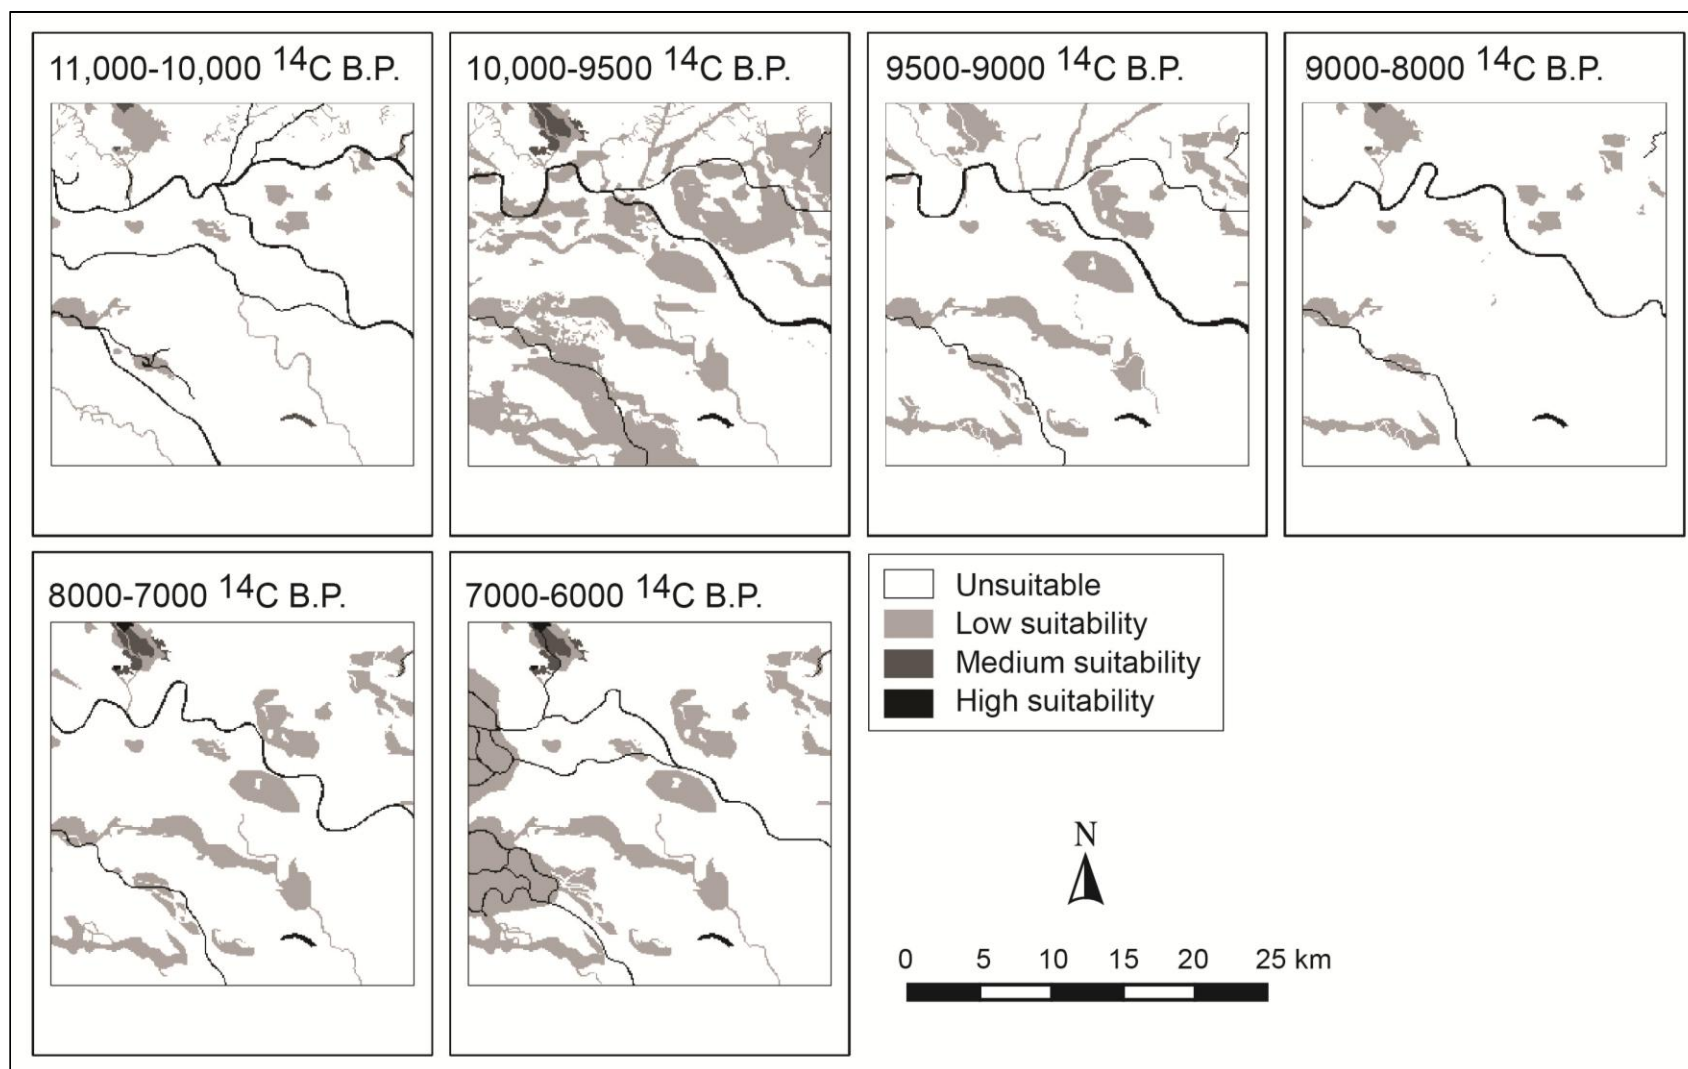 11,000-10,000 ¹⁴C B.P.
10,000-9500 ¹⁴C B.P.
9500-9000 ¹⁴C B.P.
9000-8000 ¹⁴C B.P.
8000-7000 ¹⁴C B.P.
7000-6000 ¹⁴C B.P.
Unsuitable
Low suitability
Medium suitability
High suitability
N
0 5 10 15 20 25 km